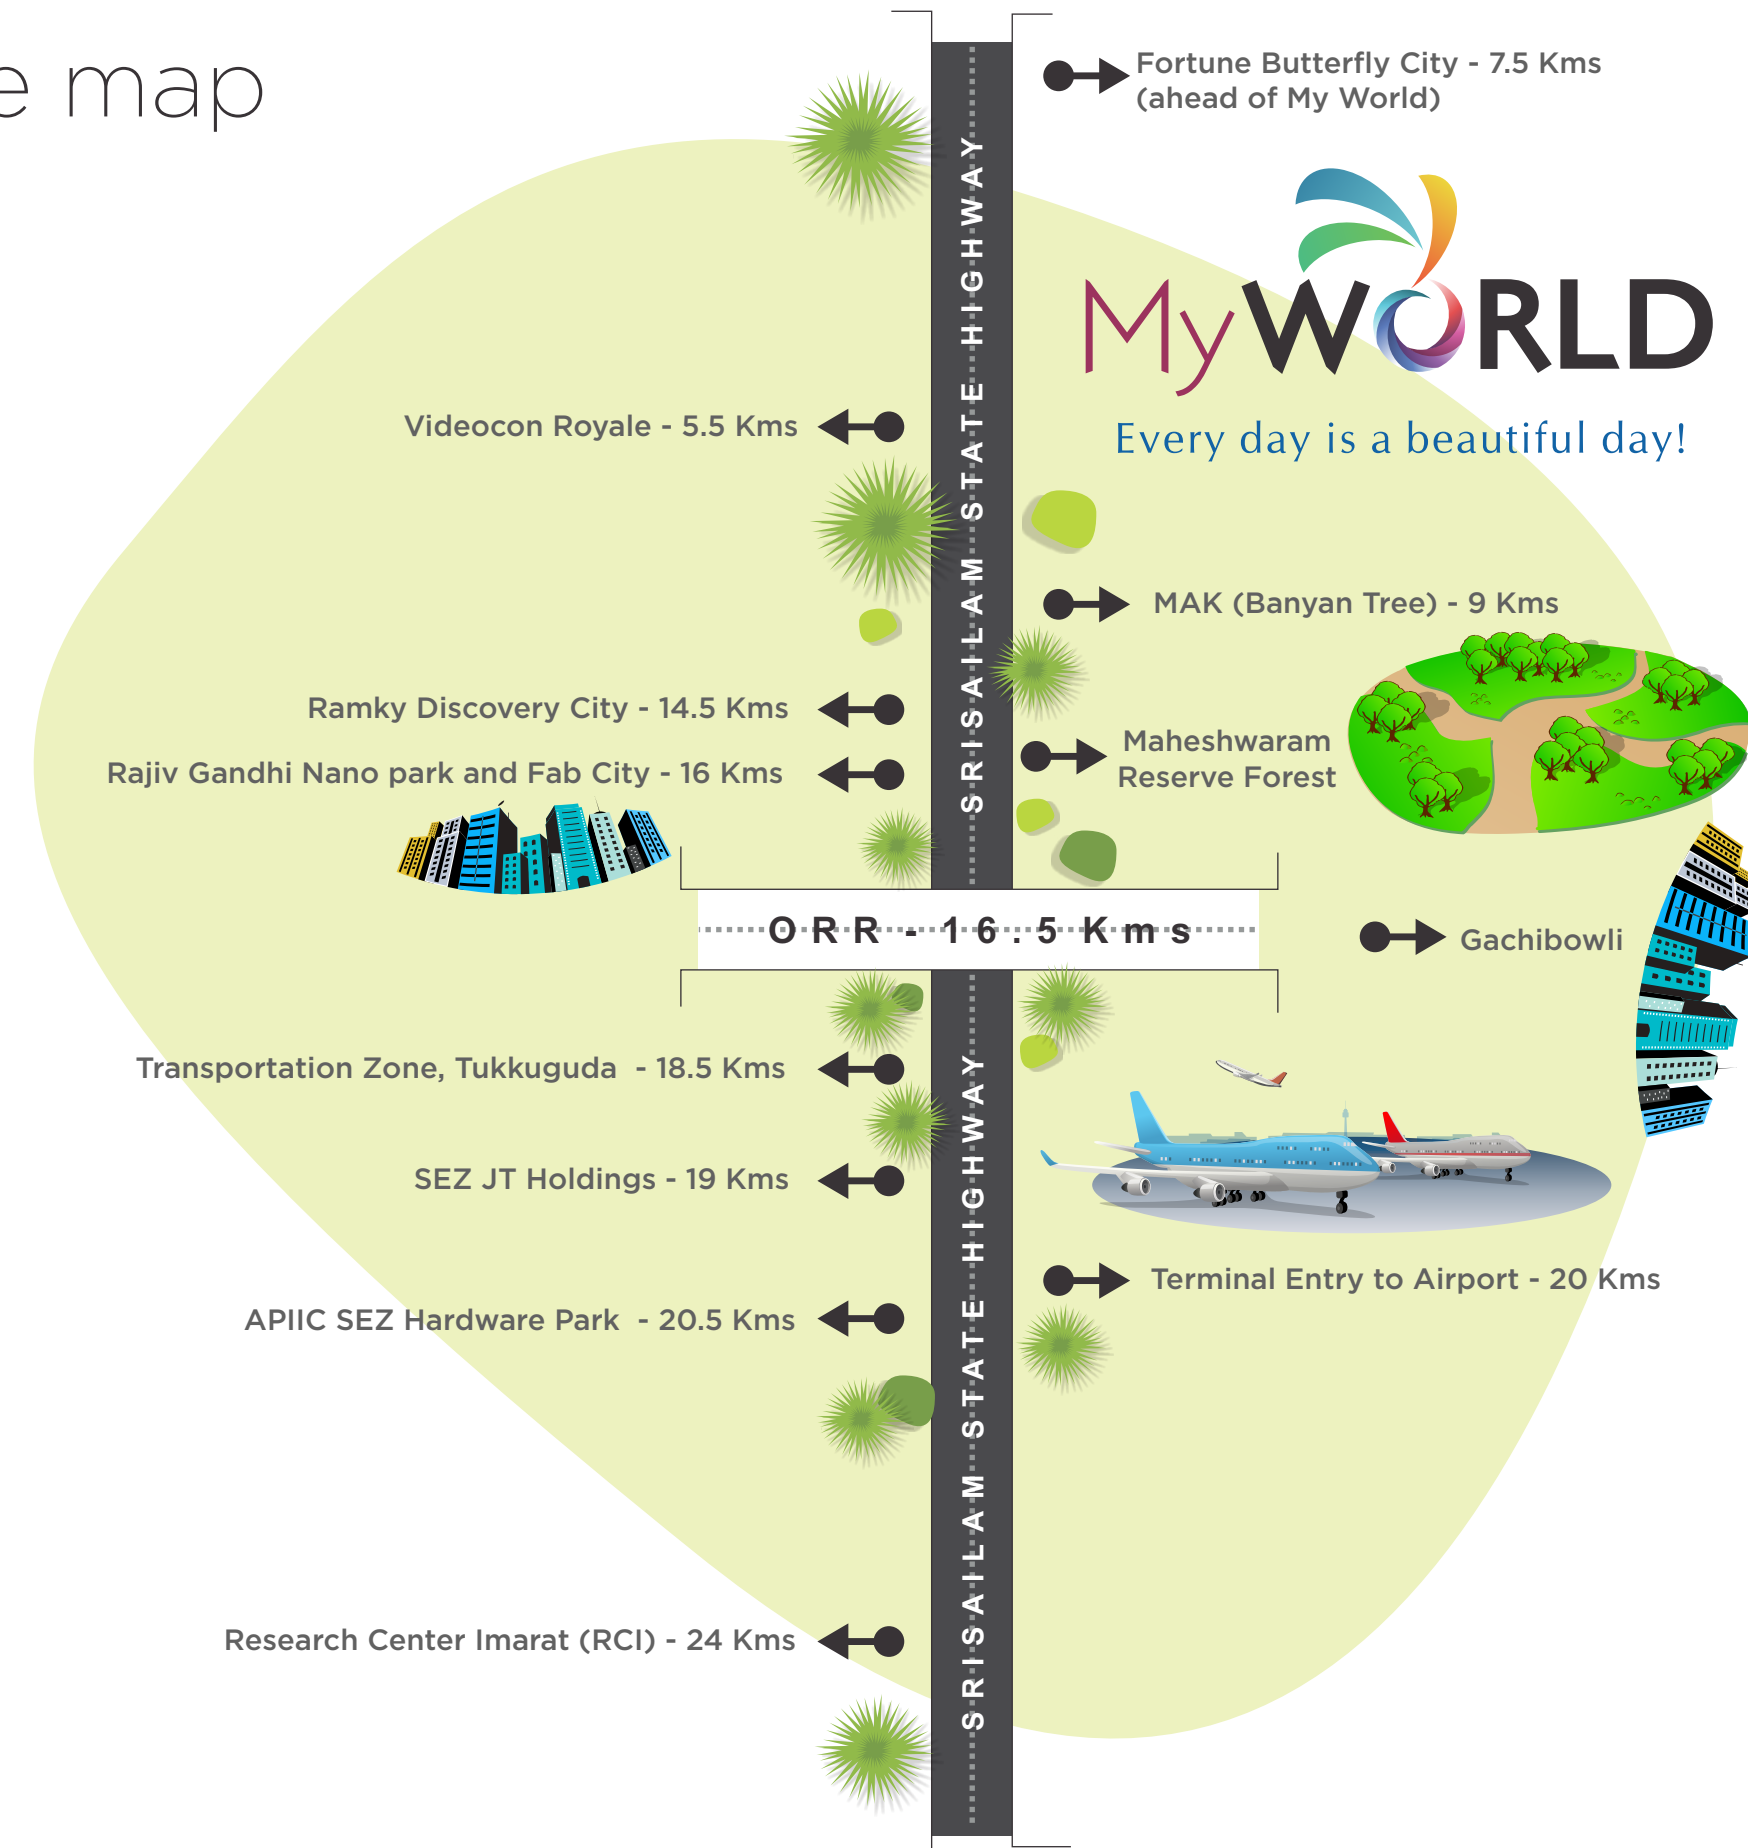 e map
Fortune Butterfly City - 7.5 Kms
(ahead of My World)
MyWORLD
Every day is a beautiful day!
SRISAILAM STATE HIGHWAY
Videocon Royale - 5.5 Kms
MAK (Banyan Tree) - 9 Kms
Ramky Discovery City - 14.5 Kms
Maheshwaram
Reserve Forest
Rajiv Gandhi Nano park and Fab City - 16 Kms
ORR - 16.5 Kms
Gachibowli
Transportation Zone, Tukkuguda - 18.5 Kms
SRISAILAM STATE HIGHWAY
SEZ JT Holdings - 19 Kms
Terminal Entry to Airport - 20 Kms
APIIC SEZ Hardware Park - 20.5 Kms
Research Center Imarat (RCI) - 24 Kms